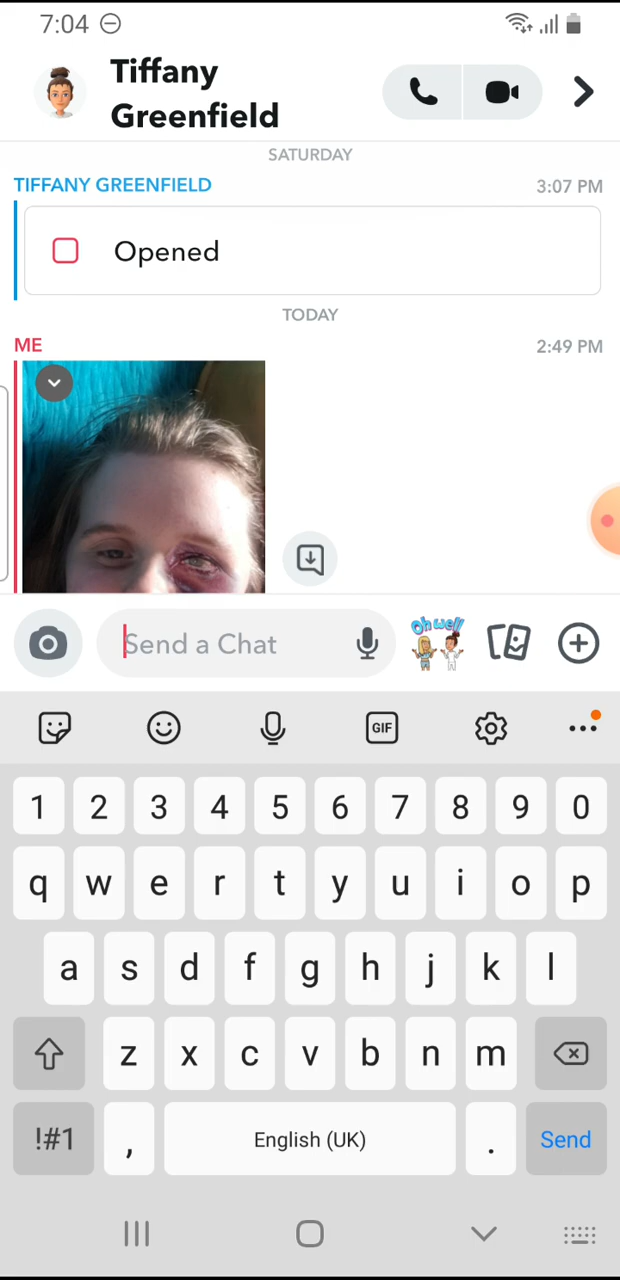 7:04
Tiffany
Greenfield
SATURDAY
TIFFANY GREENFIELD 3:07 PM
Opened
TODAY
ME 2:49 PM
Send a Chat
Oh well
GIF
1 2 3 4 5 6 7 8 9 0
q w e r t y u i o p
a s d f g h j k l
z x c v b n m
!#1 , English (UK) . Send